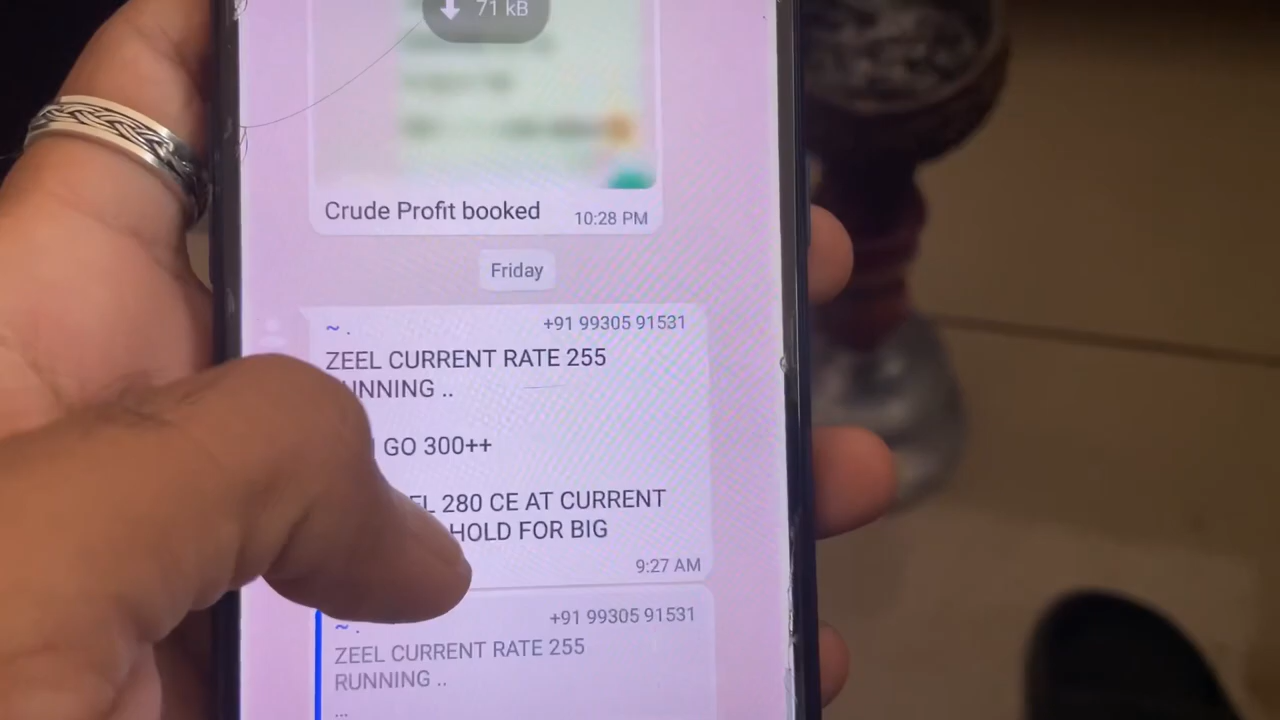 71 kB
Crude Profit booked 10:28 PM
Friday
~ . +91 99305 91531
ZEEL CURRENT RATE 255
UNNING ..
GO 300++
EL 280 CE AT CURRENT
HOLD FOR BIG
9:27 AM
~ . +91 99305 91531
ZEEL CURRENT RATE 255
RUNNING ..
...